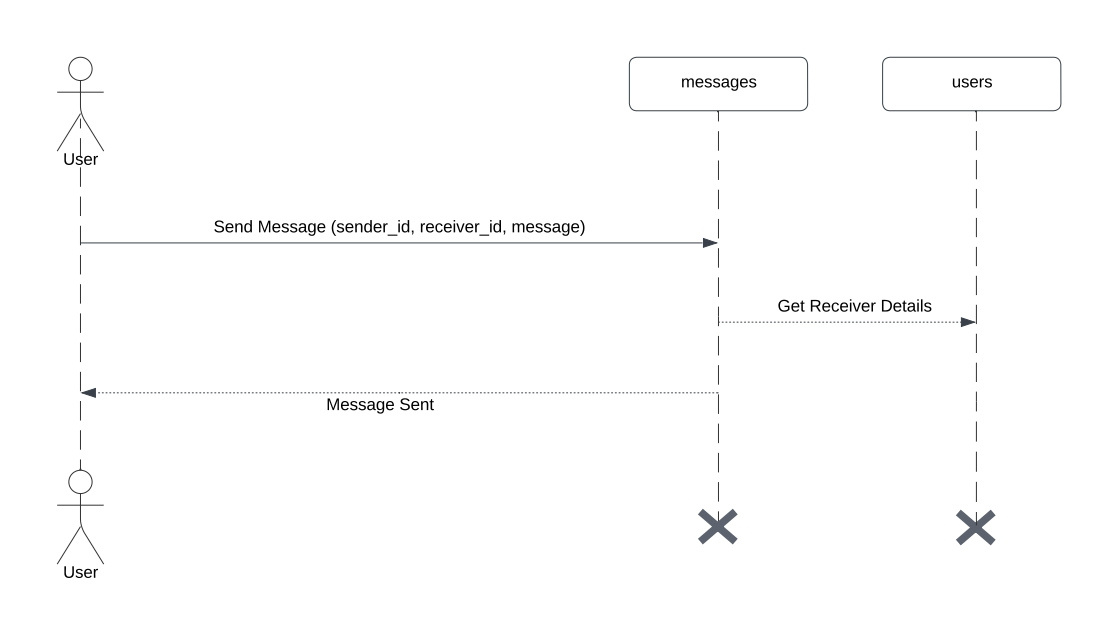 messages
users
User
Send Message (sender_id, receiver_id, message)
Get Receiver Details
Message Sent
User